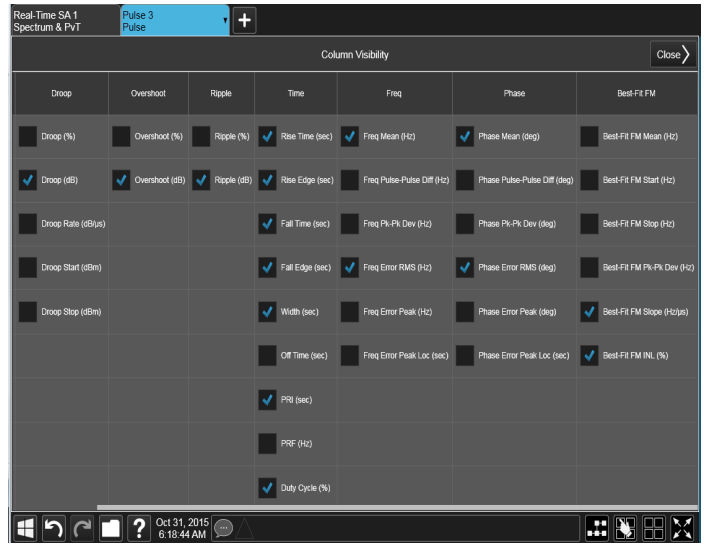 Real-Time SA 1
Spectrum & PvT
Pulse 3
Pulse
Column Visibility
Close
Droop Overshoot Ripple Time Freq Phase Best-Fit FM
Droop (%) Overshoot (%) Ripple (%) Rise Time (sec) Freq Mean (Hz) Phase Mean (deg) Best-Fit FM Mean (Hz)
Droop (dB) Overshoot (dB) Ripple (dB) Rise Edge (sec) Freq Pulse-Pulse Diff (Hz) Phase Pulse-Pulse Diff (deg) Best-Fit FM Start (Hz)
Droop Rate (dB/µs) Fall Time (sec) Freq Pk-Pk Dev (Hz) Phase Pk-Pk Dev (deg) Best-Fit FM Stop (Hz)
Droop Start (dBm) Fall Edge (sec) Freq Error RMS (Hz) Phase Error RMS (deg) Best-Fit FM Pk-Pk Dev (Hz)
Droop Stop (dBm) Width (sec) Freq Error Peak (Hz) Phase Error Peak (deg) Best-Fit FM Slope (Hz/µs)
Off Time (sec) Freq Error Peak Loc (sec) Phase Error Peak Loc (sec) Best-Fit FM INL (%)
PRI (sec)
PRF (Hz)
Duty Cycle (%)
? Oct 31, 2015
6:18:44 AM